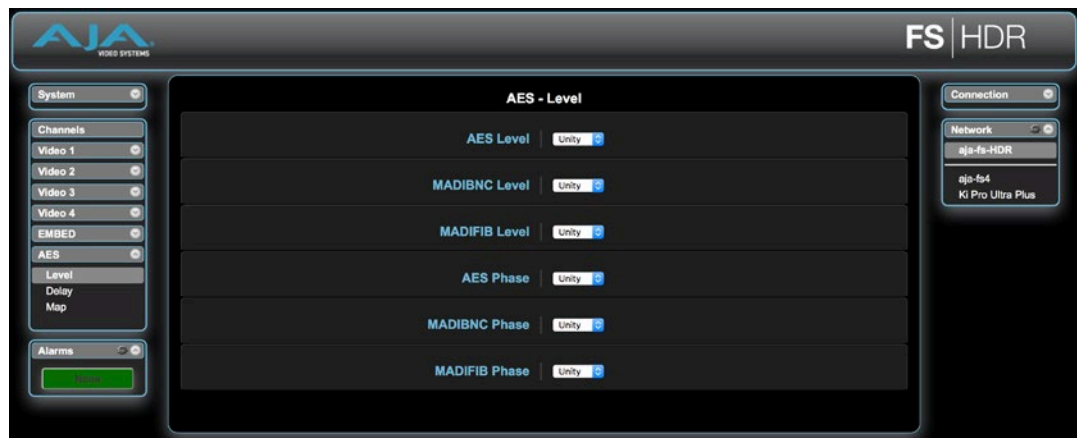 AJA
VIDEO SYSTEMS
FS|HDR
System
Channels
Video 1
Video 2
Video 3
Video 4
EMBED
AES
Level
Delay
Map
Alarms
None
AES - Level
AES Level Unity
MADIBNC Level Unity
MADIFIB Level Unity
AES Phase Unity
MADIBNC Phase Unity
MADIFIB Phase Unity
Connection
Network
aja-fs-HDR
aja-fs4
Ki Pro Ultra Plus